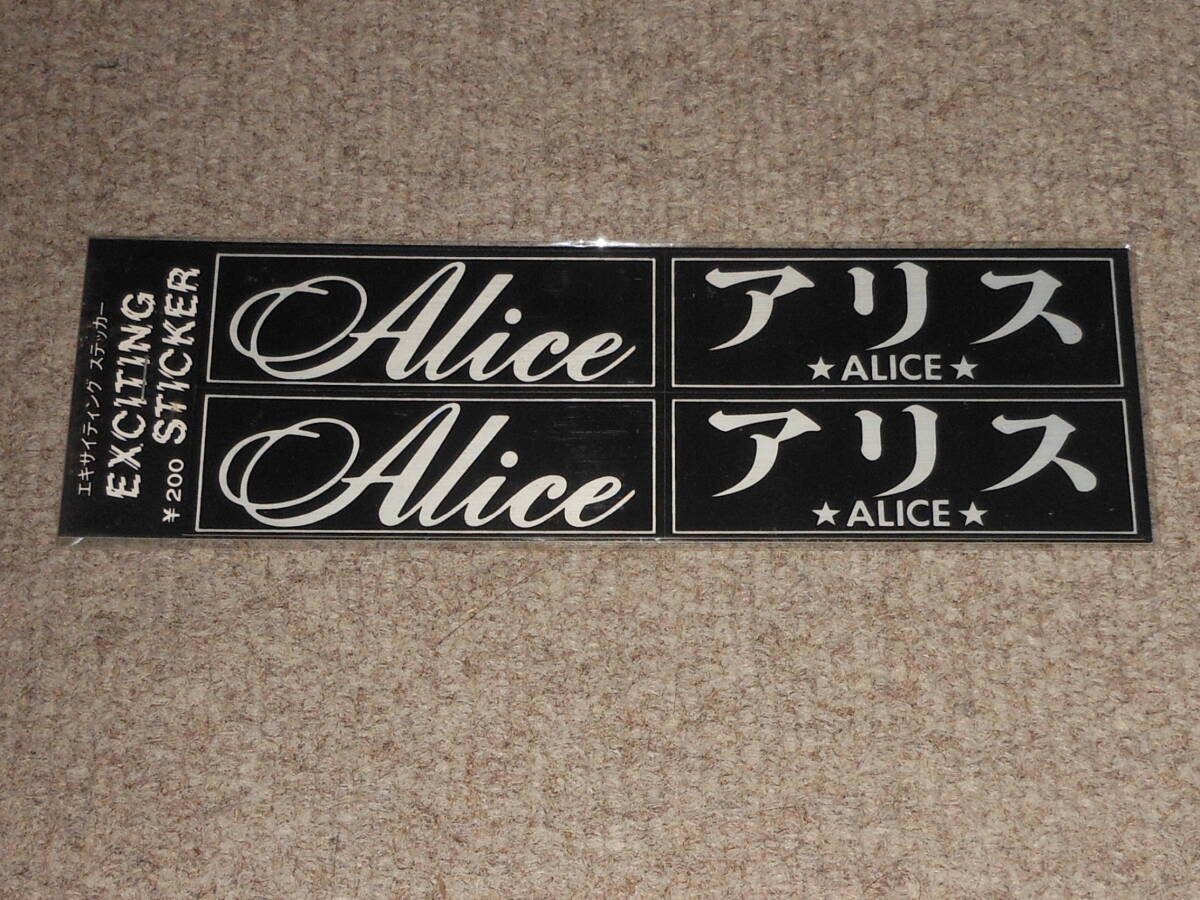 エキサイティング ステッカー
EXCITING
STICKER
¥200
Alice
アリス
★ALICE★
Alice
アリス
★ALICE★